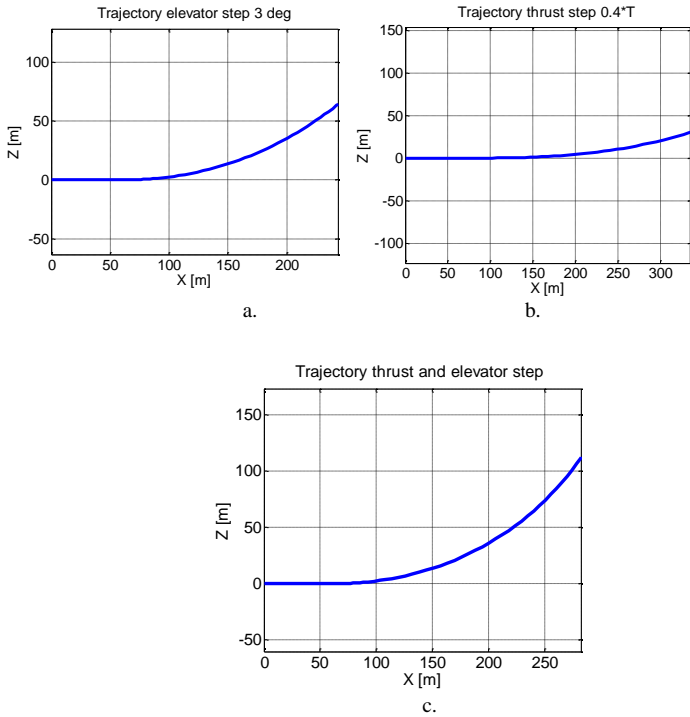 Trajectory elevator step 3 deg
100
50
0
-50
Z [m]
0 50 100 150 200
X [m]
a.
Trajectory thrust step 0.4*T
150
100
50
0
-50
-100
Z [m]
0 50 100 150 200 250 300
X [m]
b.
Trajectory thrust and elevator step
150
100
50
0
-50
Z [m]
0 50 100 150 200 250
X [m]
c.